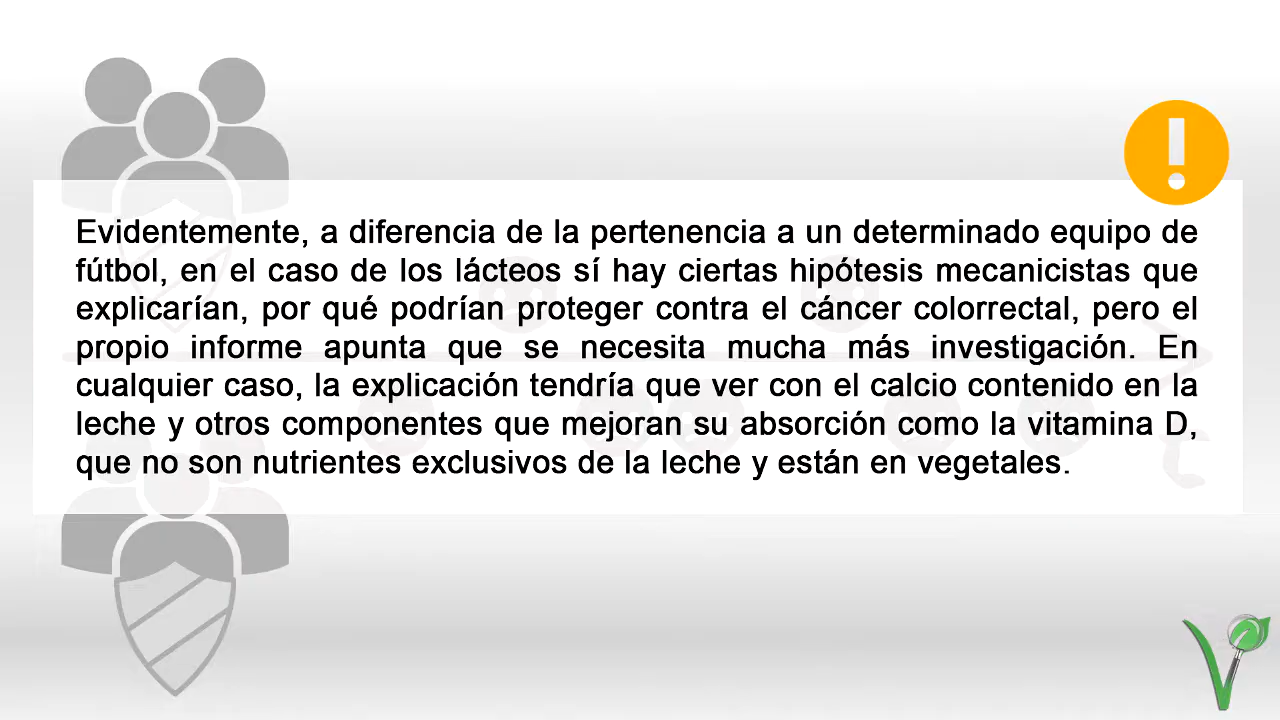 Evidentemente, a diferencia de la pertenencia a un determinado equipo de
fútbol, en el caso de los lácteos sí hay ciertas hipótesis mecanicistas que
explicarían, por qué podrían proteger contra el cáncer colorrectal, pero el
propio informe apunta que se necesita mucha más investigación. En
cualquier caso, la explicación tendría que ver con el calcio contenido en la
leche y otros componentes que mejoran su absorción como la vitamina D,
que no son nutrientes exclusivos de la leche y están en vegetales.